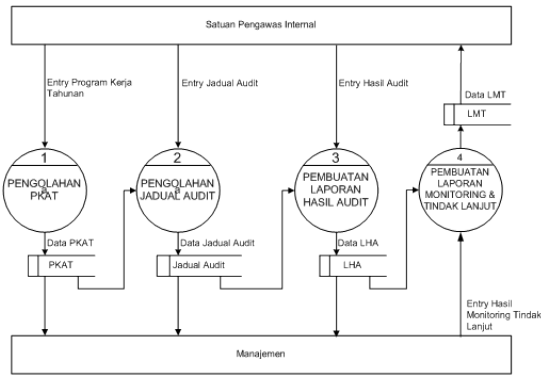 Satuan Pengawas Internal
Entry Program Kerja
Tahunan
Entry Jadual Audit
Entry Hasil Audit
Data LMT
LMT
1
PENGOLAHAN
PKAT
a
2
PENGOLAHAN
JADUAL AUDIT
a
3
PEMBUATAN
LAPORAN
HASIL AUDIT
4
PEMBUATAN
LAPORAN
MONITORING &
TINDAK LANJUT
Data PKAT
PKAT
Data Jadual Audit
Jadual Audit
Data LHA
LHA
Entry Hasil
Monitoring Tindak
Lanjut
Manajemen